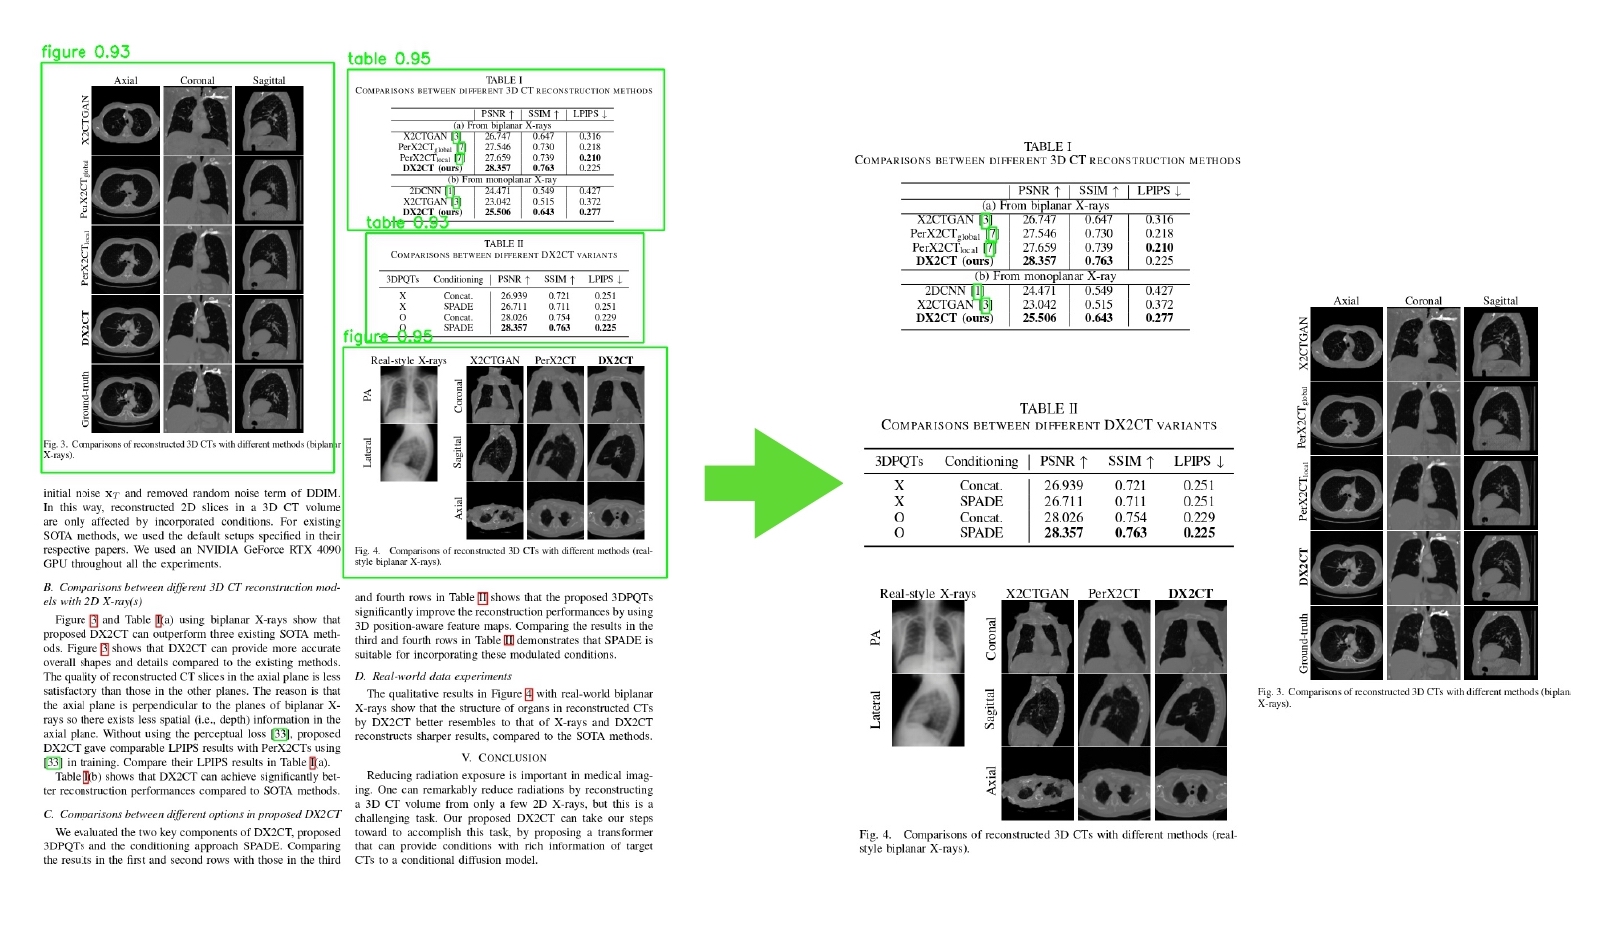 figure 0.93
Axial Coronal Sagittal
X2CTGAN
PerX2CTglobal
PerX2CTlocal
DX2CT
Ground-truth
Fig. 3. Comparisons of reconstructed 3D CTs with different methods (biplanar
X-rays).
initial noise xT and removed random noise term of DDIM.
In this way, reconstructed 2D slices in a 3D CT volume
are only affected by incorporated conditions. For existing
SOTA methods, we used the default setups specified in their
respective papers. We used an NVIDIA GeForce RTX 4090
GPU throughout all the experiments.
B. Comparisons between different 3D CT reconstruction mod-
els with 2D X-ray(s)
Figure 3 and Table I(a) using biplanar X-rays show that
proposed DX2CT can outperform three existing SOTA meth-
ods. Figure 3 shows that DX2CT can provide more accurate
overall shapes and details compared to the existing methods.
The quality of reconstructed CT slices in the axial plane is less
satisfactory than those in the other planes. The reason is that
the axial plane is perpendicular to the planes of biplanar X-
rays so there exists less spatial (i.e., depth) information in the
axial plane. Without using the perceptual loss [33], proposed
DX2CT gave comparable LPIPS results with PerX2CTs using
[33] in training. Compare their LPIPS results in Table I(a).
Table I(b) shows that DX2CT can achieve significantly bet-
ter reconstruction performances compared to SOTA methods.
C. Comparisons between different options in proposed DX2CT
We evaluated the two key components of DX2CT, proposed
3DPQTs and the conditioning approach SPADE. Comparing
the results in the first and second rows with those in the third
table 0.95
TABLE I
COMPARISONS BETWEEN DIFFERENT 3D CT RECONSTRUCTION METHODS
PSNR ↑ SSIM ↑ LPIPS ↓
(a) From biplanar X-rays
X2CTGAN [3] 26.747 0.647 0.316
PerX2CTglobal [7] 27.546 0.730 0.218
PerX2CTlocal [7] 27.659 0.739 0.210
DX2CT (ours) 28.357 0.763 0.225
(b) From monoplanar X-ray
2DCNN [1] 24.471 0.549 0.427
X2CTGAN [3] 23.042 0.515 0.372
DX2CT (ours) 25.506 0.643 0.277
table 0.93
TABLE II
COMPARISONS BETWEEN DIFFERENT DX2CT VARIANTS
3DPQTs Conditioning PSNR ↑ SSIM ↑ LPIPS ↓
X Concat. 26.939 0.721 0.251
X SPADE 26.711 0.711 0.251
O Concat. 28.026 0.754 0.229
O SPADE 28.357 0.763 0.225
figure 0.95
Real-style X-rays X2CTGAN PerX2CT DX2CT
PA
Lateral
Coronal
Sagittal
Axial
Fig. 4. Comparisons of reconstructed 3D CTs with different methods (real-
style biplanar X-rays).
and fourth rows in Table II shows that the proposed 3DPQTs
significantly improve the reconstruction performances by using
3D position-aware feature maps. Comparing the results in the
third and fourth rows in Table II demonstrates that SPADE is
suitable for incorporating these modulated conditions.
D. Real-world data experiments
The qualitative results in Figure 4 with real-world biplanar
X-rays show that the structure of organs in reconstructed CTs
by DX2CT better resembles to that of X-rays and DX2CT
reconstructs sharper results, compared to the SOTA methods.
V. CONCLUSION
Reducing radiation exposure is important in medical imag-
ing. One can remarkably reduce radiations by reconstructing
a 3D CT volume from only a few 2D X-rays, but this is a
challenging task. Our proposed DX2CT can take our steps
toward to accomplish this task, by proposing a transformer
that can provide conditions with rich information of target
CTs to a conditional diffusion model.
TABLE I
COMPARISONS BETWEEN DIFFERENT 3D CT RECONSTRUCTION METHODS
PSNR ↑ SSIM ↑ LPIPS ↓
(a) From biplanar X-rays
X2CTGAN [3] 26.747 0.647 0.316
PerX2CTglobal [7] 27.546 0.730 0.218
PerX2CTlocal [7] 27.659 0.739 0.210
DX2CT (ours) 28.357 0.763 0.225
(b) From monoplanar X-ray
2DCNN [1] 24.471 0.549 0.427
X2CTGAN [3] 23.042 0.515 0.372
DX2CT (ours) 25.506 0.643 0.277
TABLE II
COMPARISONS BETWEEN DIFFERENT DX2CT VARIANTS
3DPQTs Conditioning PSNR ↑ SSIM ↑ LPIPS ↓
X Concat. 26.939 0.721 0.251
X SPADE 26.711 0.711 0.251
O Concat. 28.026 0.754 0.229
O SPADE 28.357 0.763 0.225
Real-style X-rays X2CTGAN PerX2CT DX2CT
PA
Lateral
Coronal
Sagittal
Axial
Fig. 4. Comparisons of reconstructed 3D CTs with different methods (real-
style biplanar X-rays).
Axial Coronal Sagittal
X2CTGAN
PerX2CTglobal
PerX2CTlocal
DX2CT
Ground-truth
Fig. 3. Comparisons of reconstructed 3D CTs with different methods (biplan
X-rays).